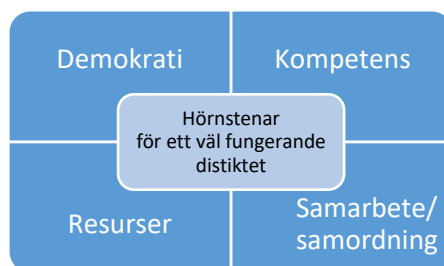 Demokrati
Kompetens
Hörnstenar
för ett väl fungerande
distiktet
Resurser
Samarbete/
samordning